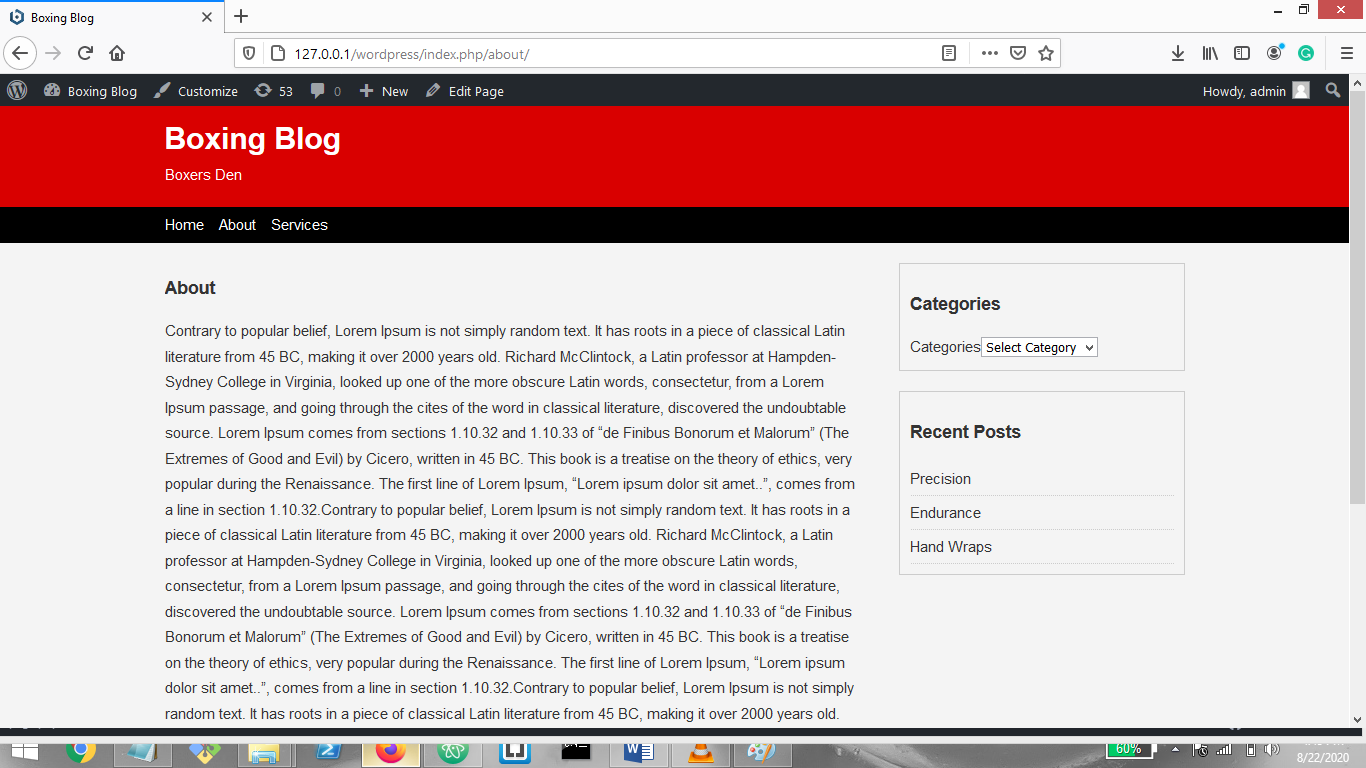 Boxing Blog
127.0.0.1/wordpress/index.php/about/
Boxing Blog Customize 53 0 New Edit Page Howdy, admin
Boxing Blog
Boxers Den
Home About Services
About
Contrary to popular belief, Lorem Ipsum is not simply random text. It has roots in a piece of classical Latin
literature from 45 BC, making it over 2000 years old. Richard McClintock, a Latin professor at Hampden-
Sydney College in Virginia, looked up one of the more obscure Latin words, consectetur, from a Lorem
Ipsum passage, and going through the cites of the word in classical literature, discovered the undoubtable
source. Lorem Ipsum comes from sections 1.10.32 and 1.10.33 of “de Finibus Bonorum et Malorum” (The
Extremes of Good and Evil) by Cicero, written in 45 BC. This book is a treatise on the theory of ethics, very
popular during the Renaissance. The first line of Lorem Ipsum, “Lorem ipsum dolor sit amet..”, comes from
a line in section 1.10.32.Contrary to popular belief, Lorem Ipsum is not simply random text. It has roots in a
piece of classical Latin literature from 45 BC, making it over 2000 years old. Richard McClintock, a Latin
professor at Hampden-Sydney College in Virginia, looked up one of the more obscure Latin words,
consectetur, from a Lorem Ipsum passage, and going through the cites of the word in classical literature,
discovered the undoubtable source. Lorem Ipsum comes from sections 1.10.32 and 1.10.33 of “de Finibus
Bonorum et Malorum” (The Extremes of Good and Evil) by Cicero, written in 45 BC. This book is a treatise
on the theory of ethics, very popular during the Renaissance. The first line of Lorem Ipsum, “Lorem ipsum
dolor sit amet..”, comes from a line in section 1.10.32.Contrary to popular belief, Lorem Ipsum is not simply
random text. It has roots in a piece of classical Latin literature from 45 BC, making it over 2000 years old.
Categories
Categories Select Category
Recent Posts
Precision
Endurance
Hand Wraps
60%
8/22/2020